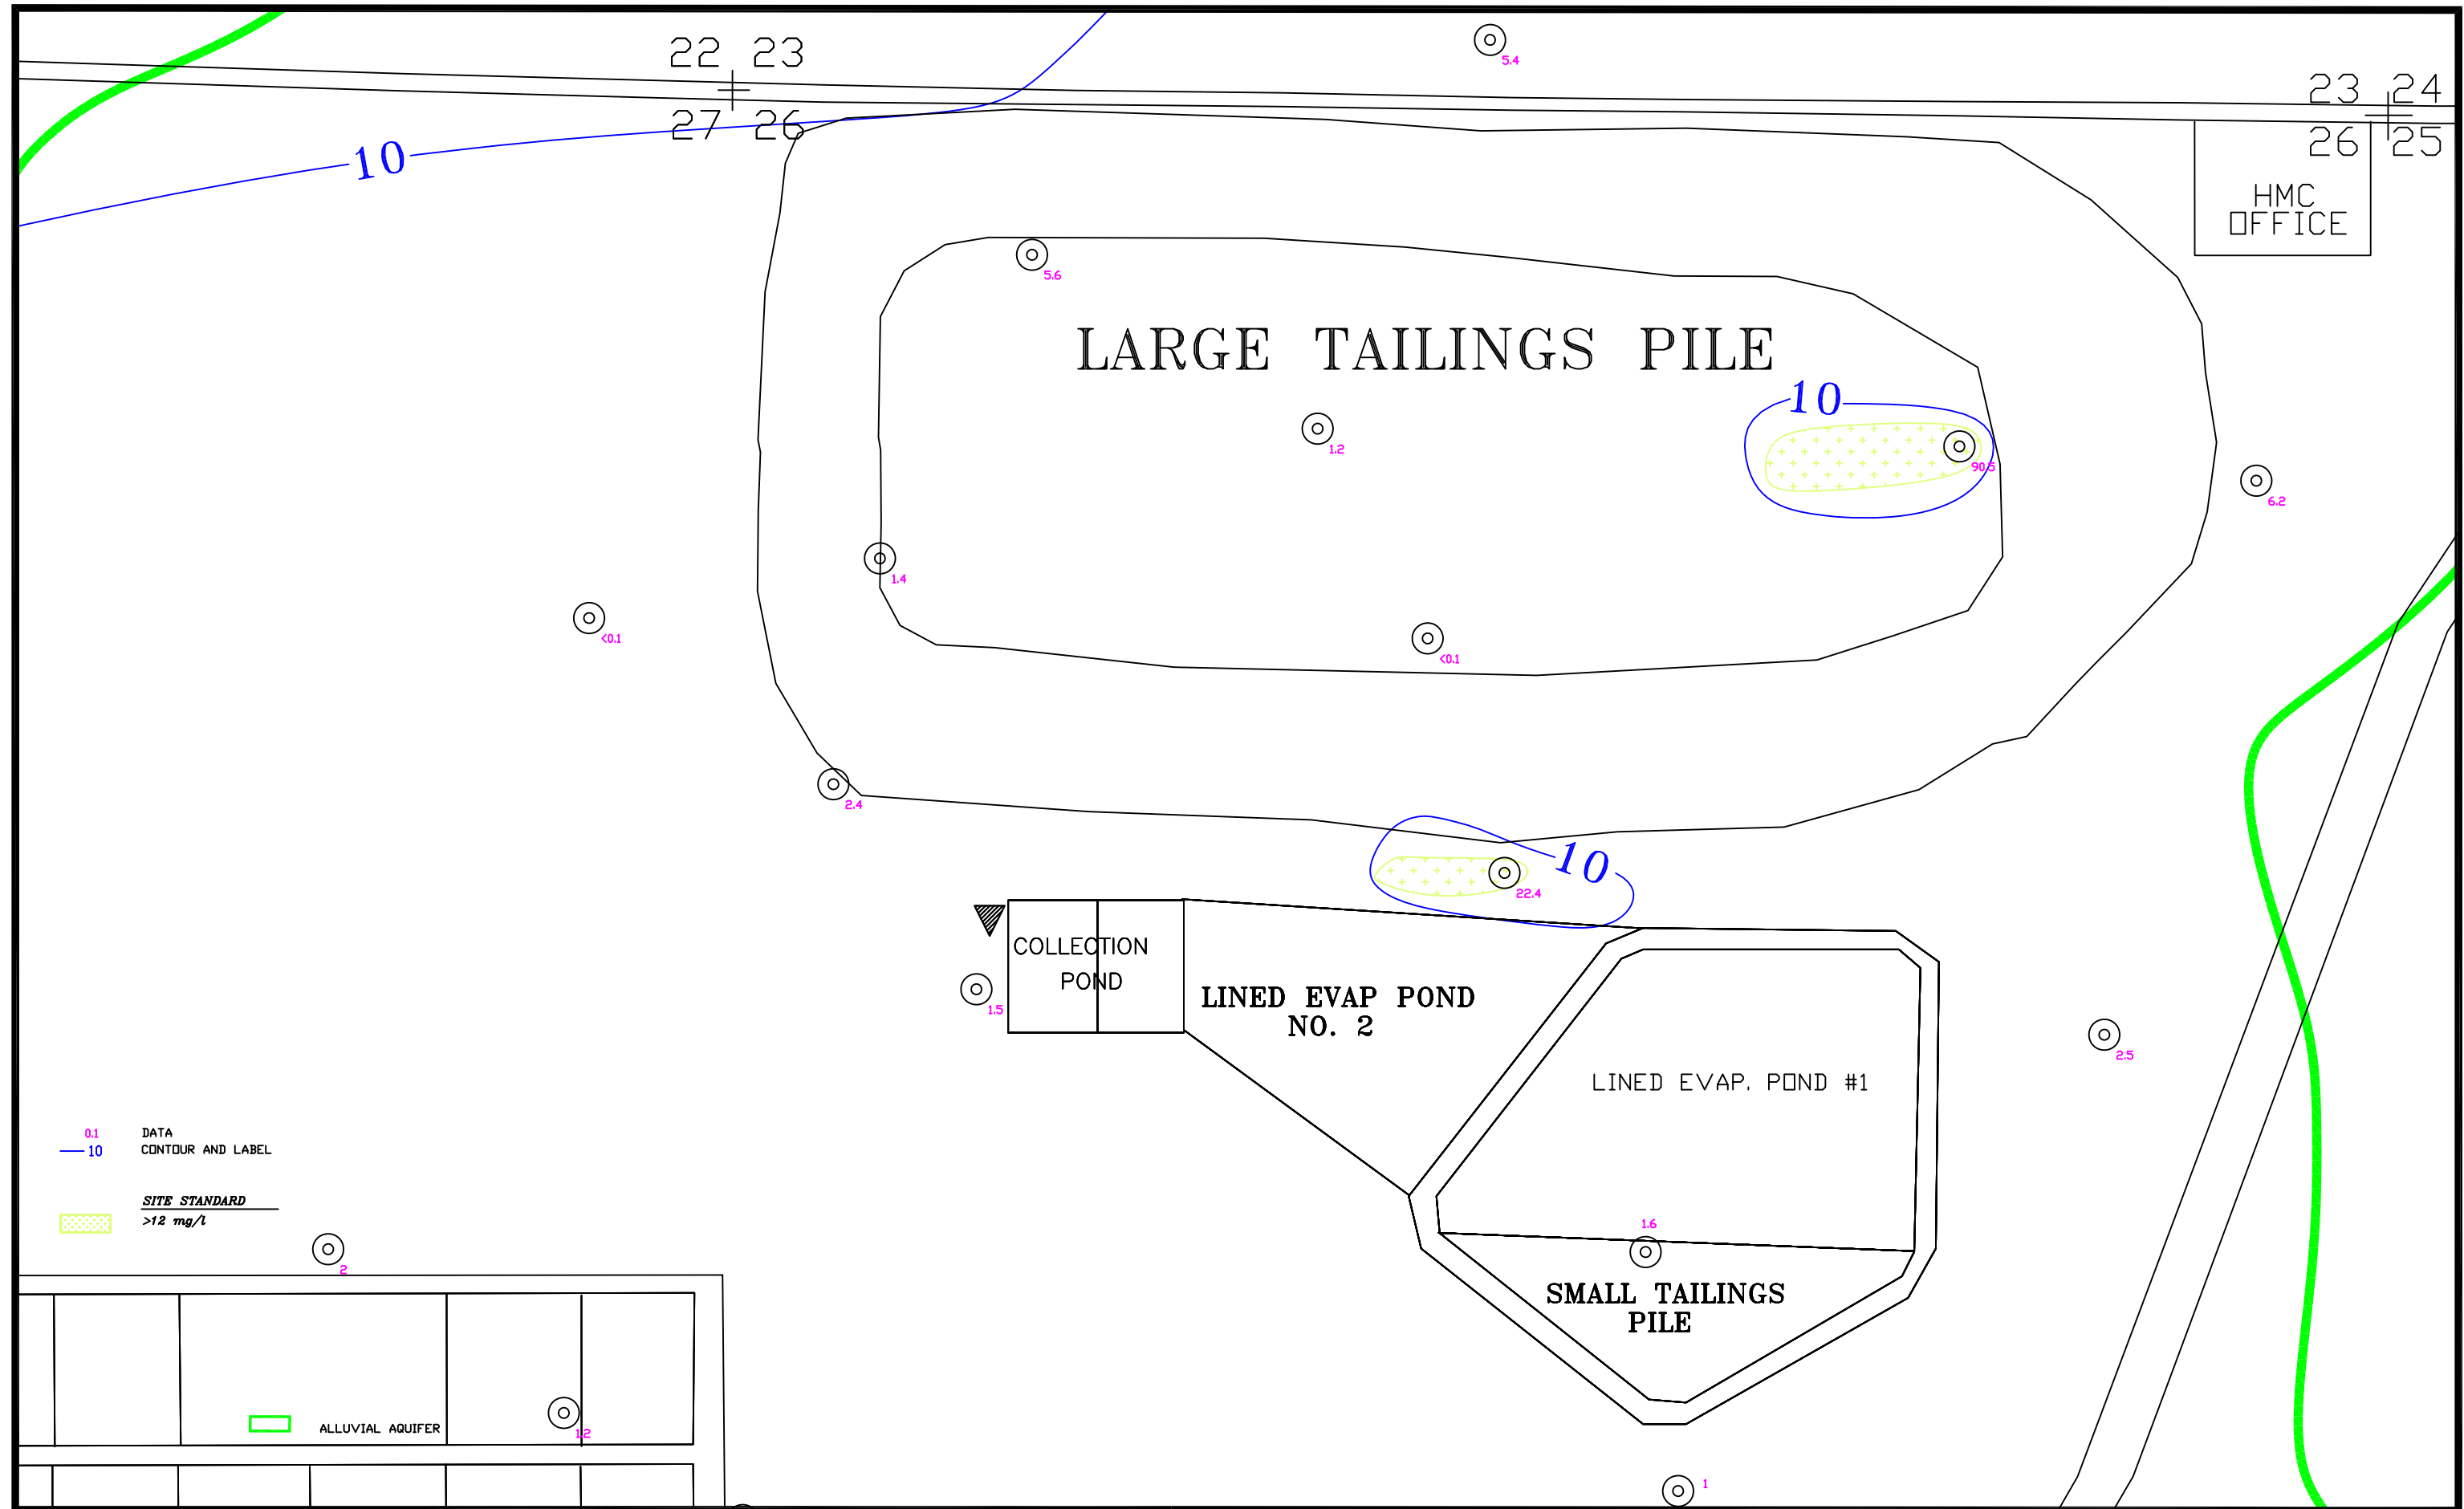 22 23
27 26
5.4
23 24
26 25
HMC
OFFICE
10
5.6
LARGE TAILINGS PILE
10
1.2
90.5
6.2
1.4
<0.1
<0.1
2.4
10
22.4
COLLECTION
POND
1.5
LINED EVAP POND
NO. 2
2.5
LINED EVAP. POND #1
0.1 DATA
10 CONTOUR AND LABEL
SITE STANDARD
>12 mg/l
2
1.6
SMALL TAILINGS
PILE
ALLUVIAL AQUIFER
1.2
1